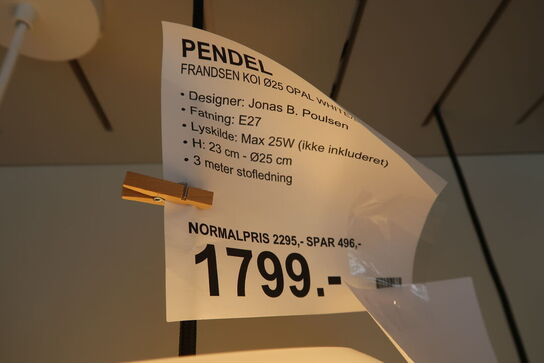 PENDEL
FRANDSEN KOI Ø25 OPAL WHITE
• Designer: Jonas B. Poulsen
• Fatning: E27
• Lyskilde: Max 25W (ikke inkluderet)
• H: 23 cm - Ø25 cm
• 3 meter stofledning
NORMALPRIS 2295,- SPAR 496,-
1799.-